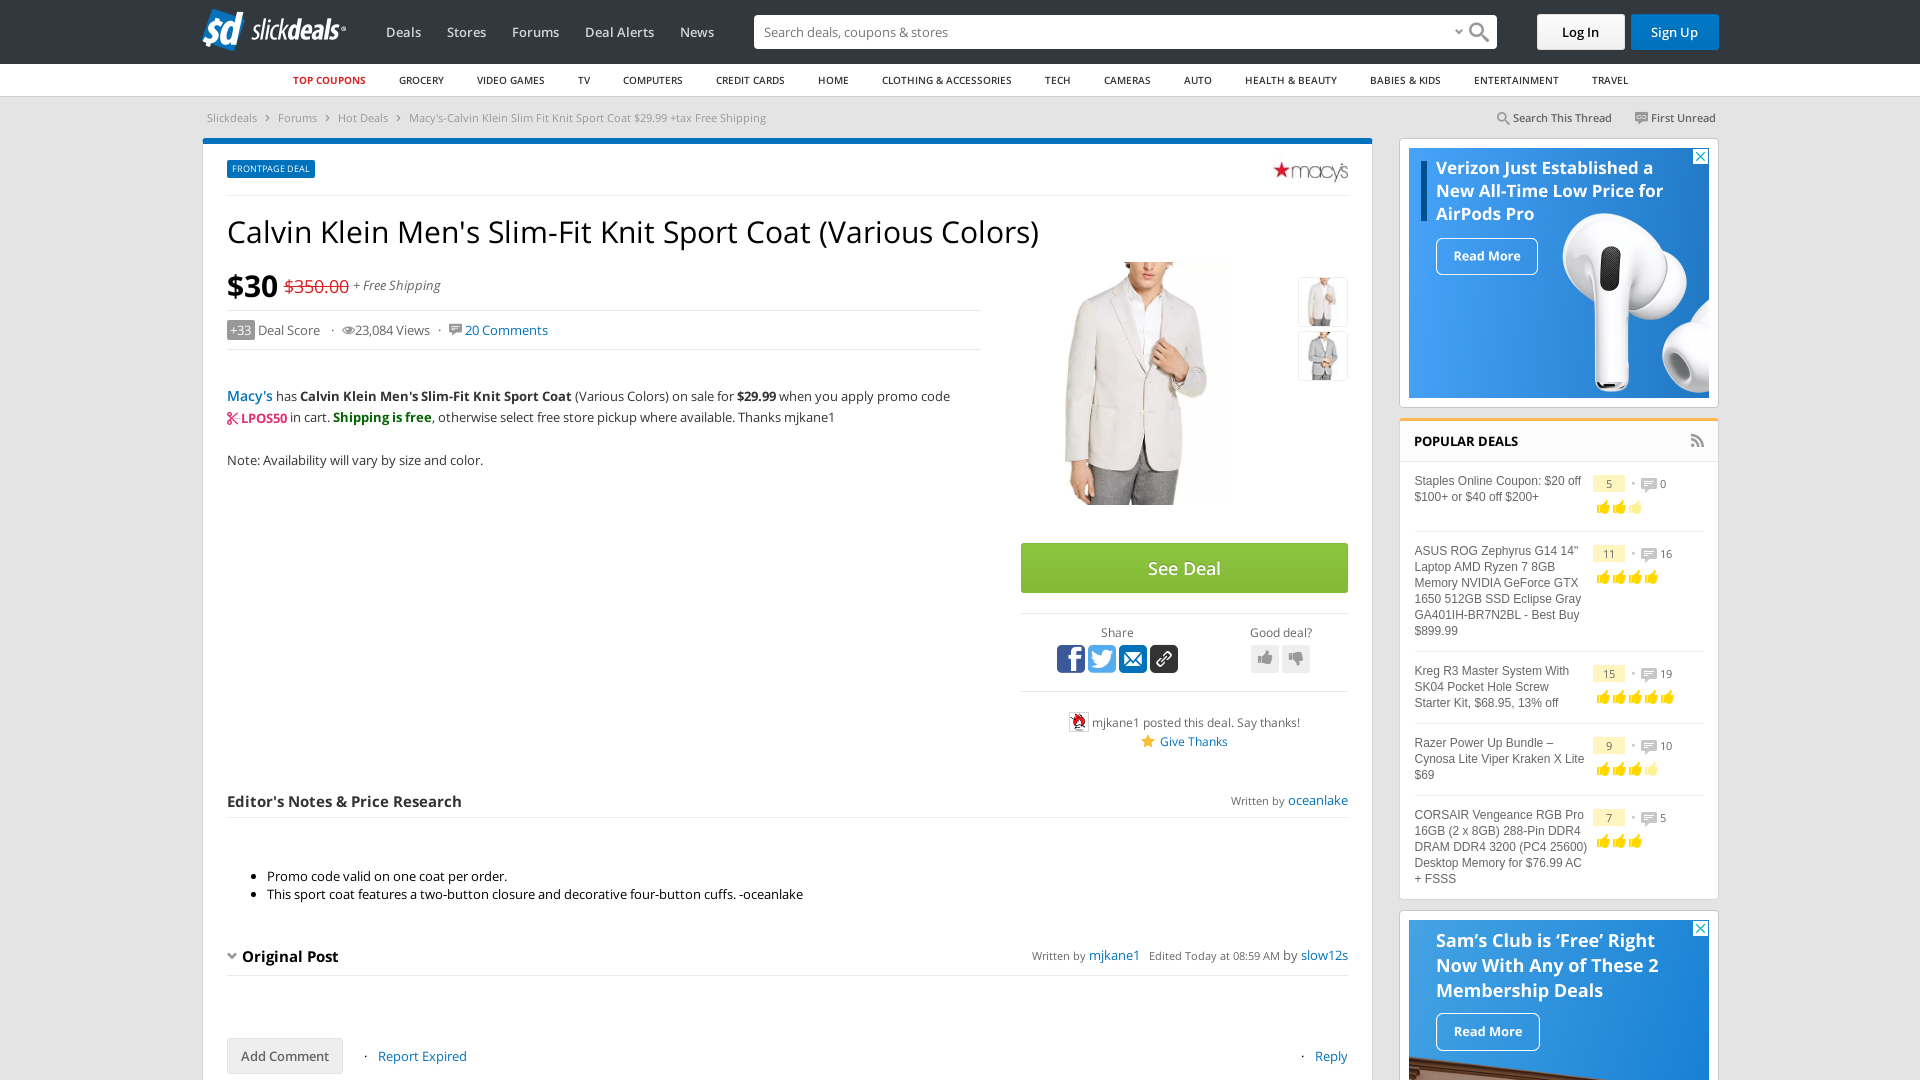 slickdeals
Deals
Stores
Forums
Deal Alerts
News
Search deals, coupons & stores
Log In
Sign Up
TOP COUPONS
GROCERY
VIDEO GAMES
TV
COMPUTERS
CREDIT CARDS
HOME
CLOTHING & ACCESSORIES
TECH
CAMERAS
AUTO
HEALTH & BEAUTY
BABIES & KIDS
ENTERTAINMENT
TRAVEL
Slickdeals > Forums > Hot Deals > Macy's-Calvin Klein Slim Fit Knit Sport Coat $29.99 +tax Free Shipping
Search This Thread
First Unread
FRONTPAGE DEAL
macy's
Calvin Klein Men's Slim-Fit Knit Sport Coat (Various Colors)
$30 $350.00 + Free Shipping
+33 Deal Score · 23,084 Views · 20 Comments
Macy's has Calvin Klein Men's Slim-Fit Knit Sport Coat (Various Colors) on sale for $29.99 when you apply promo code
LPOS50 in cart. Shipping is free, otherwise select free store pickup where available. Thanks mjkane1
Note: Availability will vary by size and color.
See Deal
Share
Good deal?
mjkane1 posted this deal. Say thanks!
Give Thanks
Editor's Notes & Price Research
Written by oceanlake
• Promo code valid on one coat per order.
• This sport coat features a two-button closure and decorative four-button cuffs. -oceanlake
Original Post
Written by mjkane1 Edited Today at 08:59 AM by slow12s
Add Comment
· Report Expired
· Reply
Verizon Just Established a
New All-Time Low Price for
AirPods Pro
Read More
POPULAR DEALS
Staples Online Coupon: $20 off
$100+ or $40 off $200+
5 • 0
ASUS ROG Zephyrus G14 14"
Laptop AMD Ryzen 7 8GB
Memory NVIDIA GeForce GTX
1650 512GB SSD Eclipse Gray
GA401IH-BR7N2BL - Best Buy
$899.99
11 • 16
Kreg R3 Master System With
SK04 Pocket Hole Screw
Starter Kit, $68.95, 13% off
15 • 19
Razer Power Up Bundle –
Cynosa Lite Viper Kraken X Lite
$69
9 • 10
CORSAIR Vengeance RGB Pro
16GB (2 x 8GB) 288-Pin DDR4
DRAM DDR4 3200 (PC4 25600)
Desktop Memory for $76.99 AC
+ FSSS
7 • 5
Sam's Club is ‘Free’ Right
Now With Any of These 2
Membership Deals
Read More